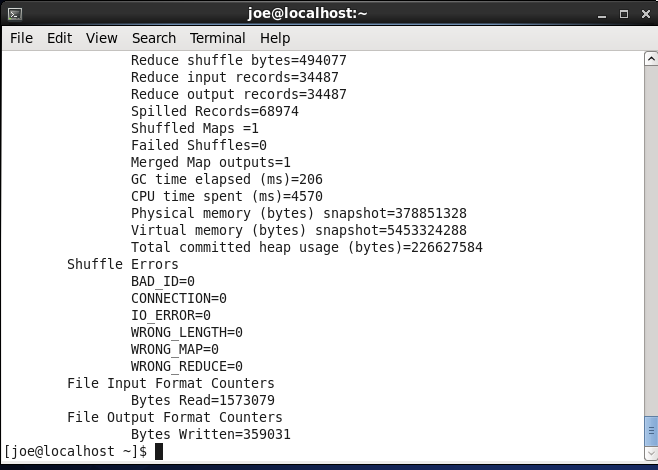 joe@localhost:~
File Edit View Search Terminal Help
Reduce shuffle bytes=494077
Reduce input records=34487
Reduce output records=34487
Spilled Records=68974
Shuffled Maps =1
Failed Shuffles=0
Merged Map outputs=1
GC time elapsed (ms)=206
CPU time spent (ms)=4570
Physical memory (bytes) snapshot=378851328
Virtual memory (bytes) snapshot=5453324288
Total committed heap usage (bytes)=226627584
Shuffle Errors
BAD_ID=0
CONNECTION=0
IO_ERROR=0
WRONG_LENGTH=0
WRONG_MAP=0
WRONG_REDUCE=0
File Input Format Counters
Bytes Read=1573079
File Output Format Counters
Bytes Written=359031
[joe@localhost ~]$